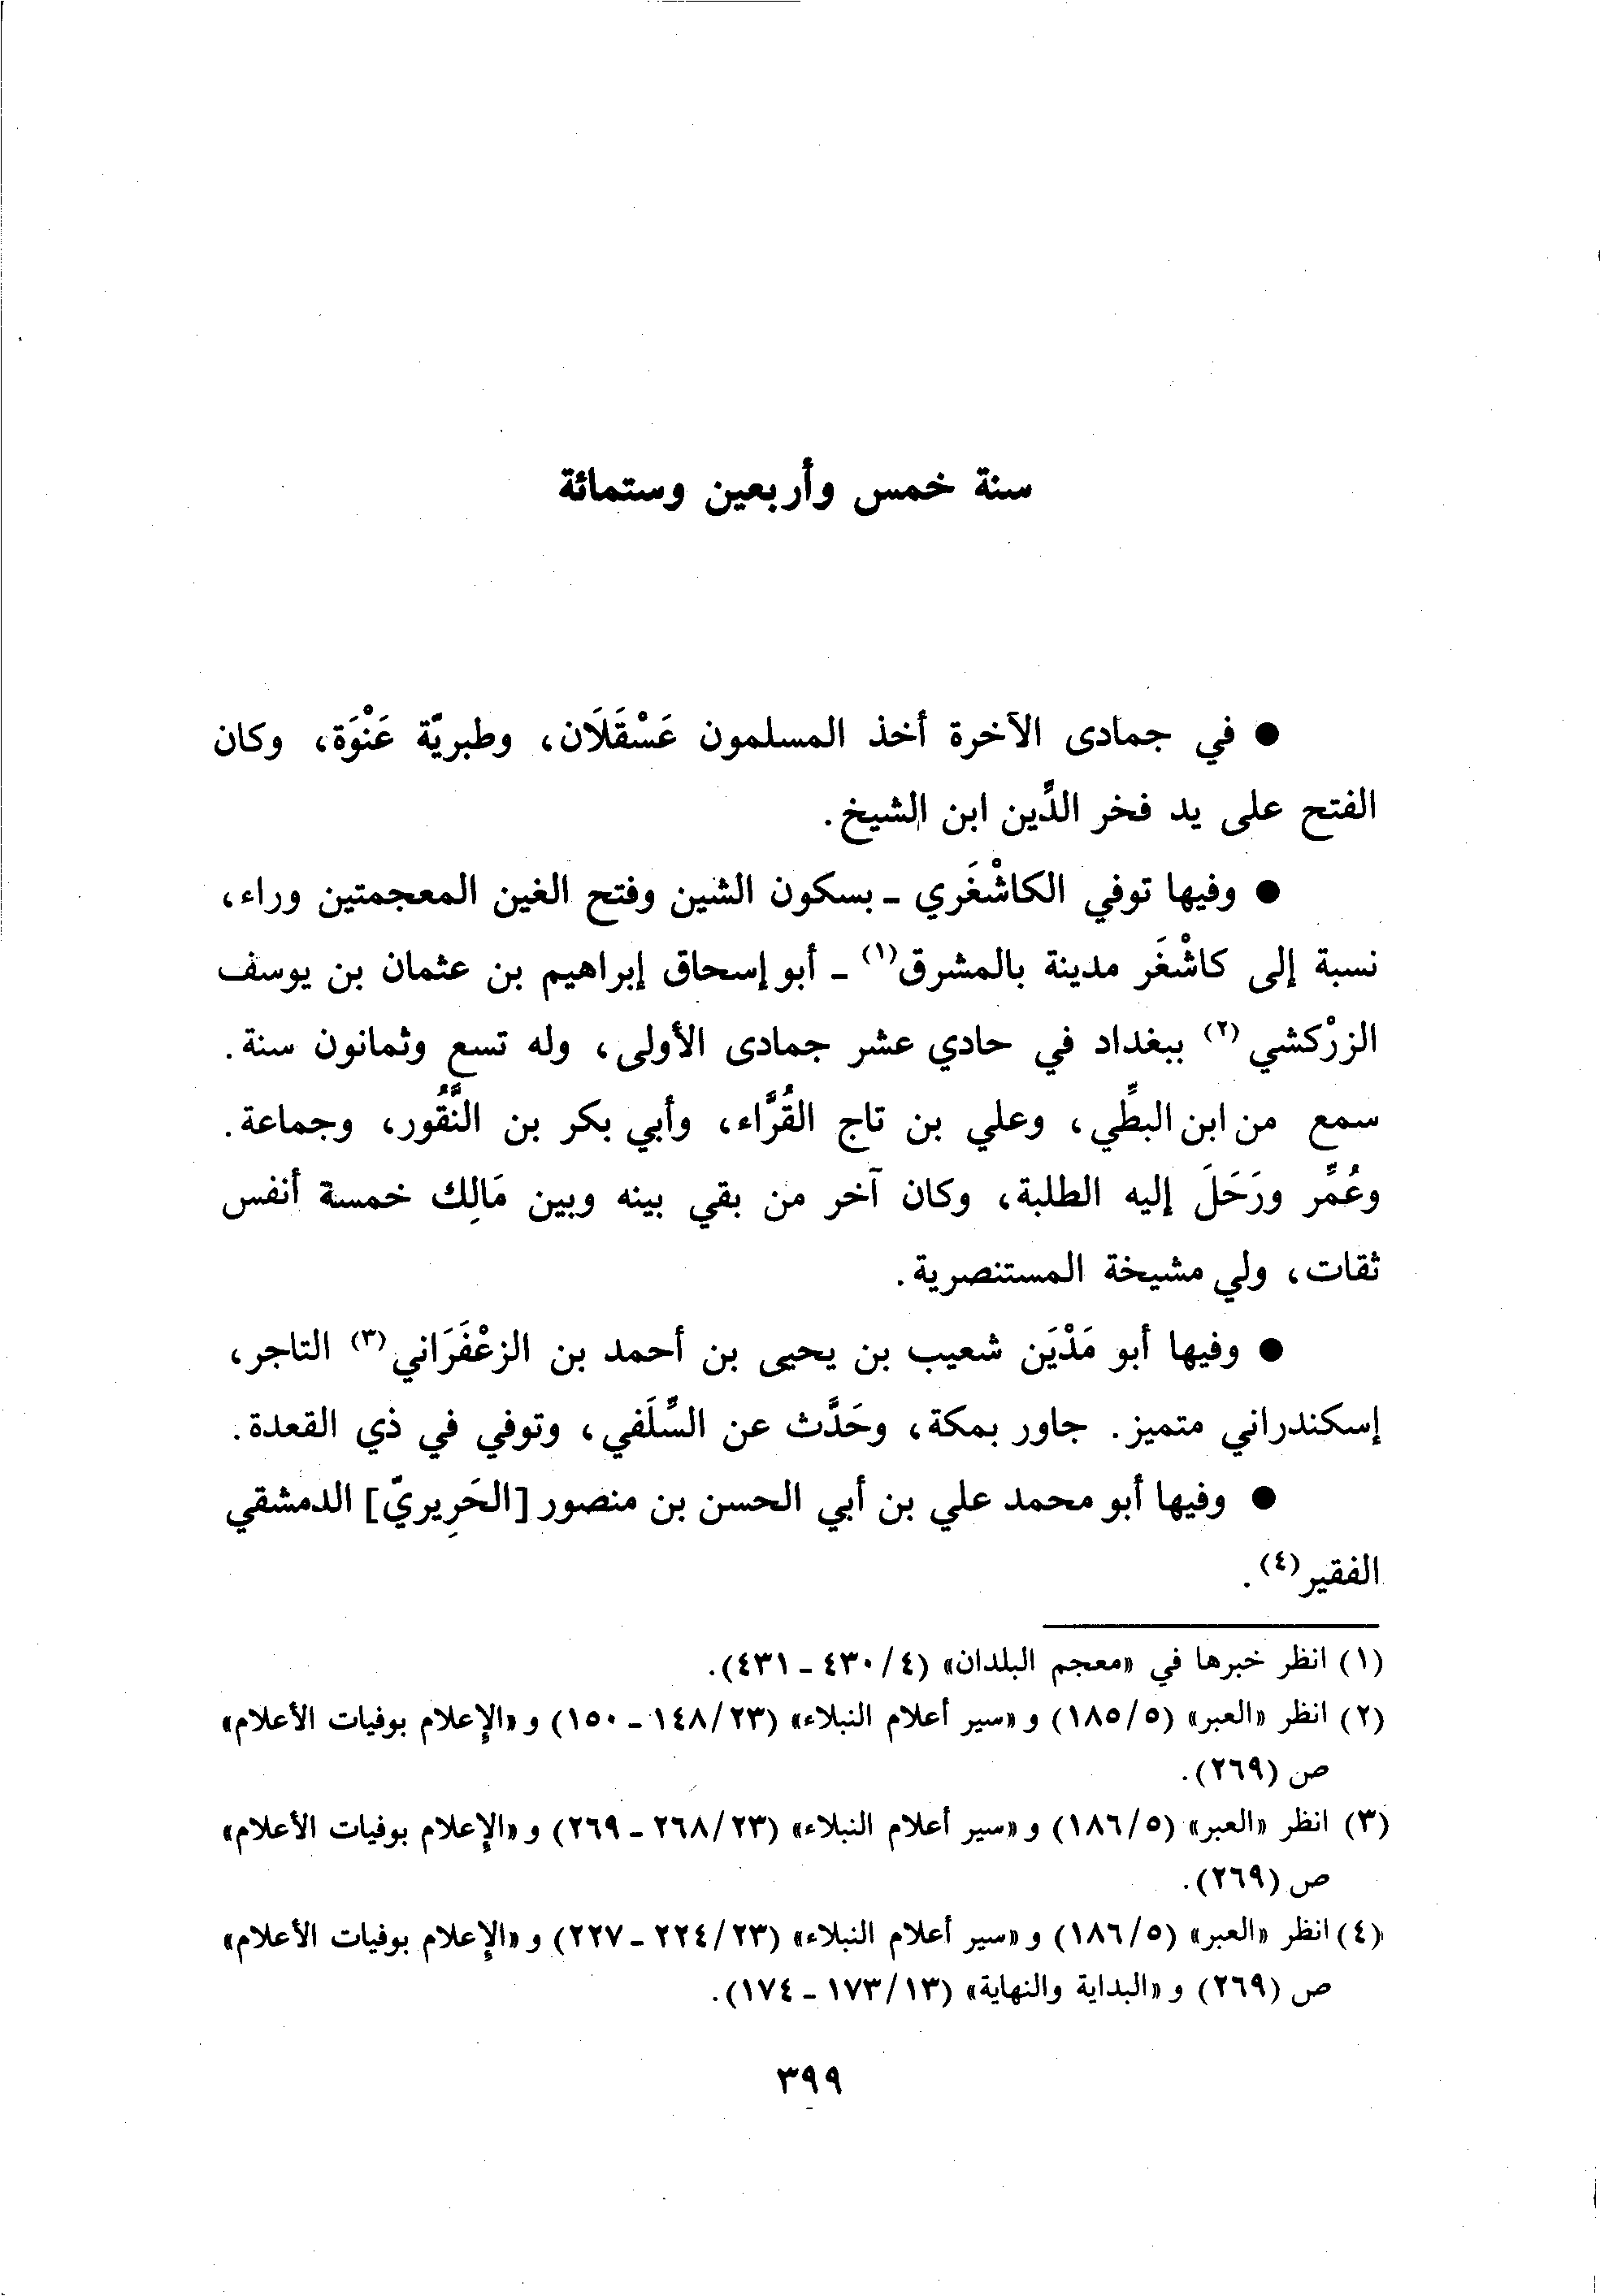 سنة خمس وأربعين وستمائة
● في جمادى الآخرة أخذ المسلمون عَسْقَلَان، وطبريّة عَنْوَة، وكان
الفتح على يد فخر الدِّين ابن الشيخ.
● وفيها توفي الكاشْغَري ـ بسكون الشين وفتح الغين المعجمتين وراء،
نسبة إلى كاشْغَر مدينة بالمشرق(١) ـ أبو إسحاق إبراهيم بن عثمان بن يوسف
الزرْكشي(٢) ببغداد في حادي عشر جمادى الأولى، وله تسع وثمانون سنة.
سمع من ابن البطِّي، وعلي بن تاج القُرَّاء، وأبي بكر بن النَّقُور، وجماعة.
وعُمِّر ورَحَلَ إليه الطلبة، وكان آخر من بقي بينه وبين مَالِك خمسة أنفس
ثقات، ولي مشيخة المستنصرية.
● وفيها أبو مَدْيَن شعيب بن يحيى بن أحمد بن الزعْفَرَاني(٣) التاجر،
إسكندراني متميز. جاور بمكة، وحَدَّث عن السِّلَفي، وتوفي في ذي القعدة.
● وفيها أبو محمد علي بن أبي الحسن بن منصور [الحَرِيريّ] الدمشقي
الفقير(٤).
(١) انظر خبرها في «معجم البلدان» (٤/ ٤٣٠ ـ ٤٣١).
(٢) انظر «العبر» (٥/ ١٨٥) و «سير أعلام النبلاء» (٢٣/ ١٤٨ ـ ١٥٠) و «الإعلام بوفيات الأعلام»
ص (٢٦٩).
(٣) انظر «العبر» (٥/ ١٨٦) و «سير أعلام النبلاء» (٢٣/ ٢٦٨ ـ ٢٦٩) و «الإعلام بوفيات الأعلام»
ص (٢٦٩).
(٤) انظر «العبر» (٥/ ١٨٦) و «سير أعلام النبلاء» (٢٣/ ٢٢٤ ـ ٢٢٧) و «الإعلام بوفيات الأعلام»
ص (٢٦٩) و «البداية والنهاية» (١٣/ ١٧٣ ـ ١٧٤).
٣٩٩